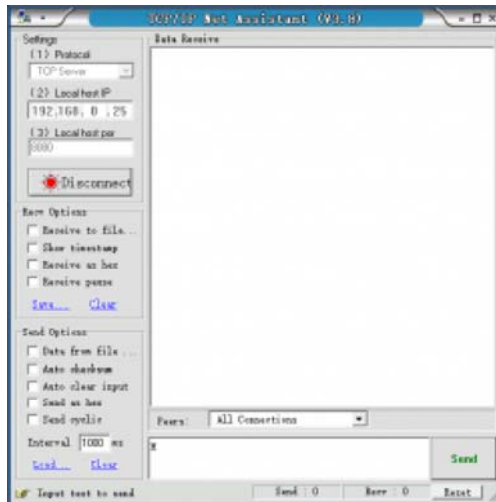 TCP/IP Net Assistant (V3.8)
Settings
(1) Protocol
TCP Server
(2) Local host IP
192.168. 0 .25
(3) Local host por
8080
Disconnect
Recv Options
Receive to file...
Show timestamp
Receive as hex
Receive pause
Save... Clear
Send Options
Data from file ...
Auto checksum
Auto clear input
Send as hex
Send cyclic
Interval 1000 ms
Load... Clear
Data Receive
Peers: All Connections
Send
Input text to send
Send : 0
Recv : 0
Reset